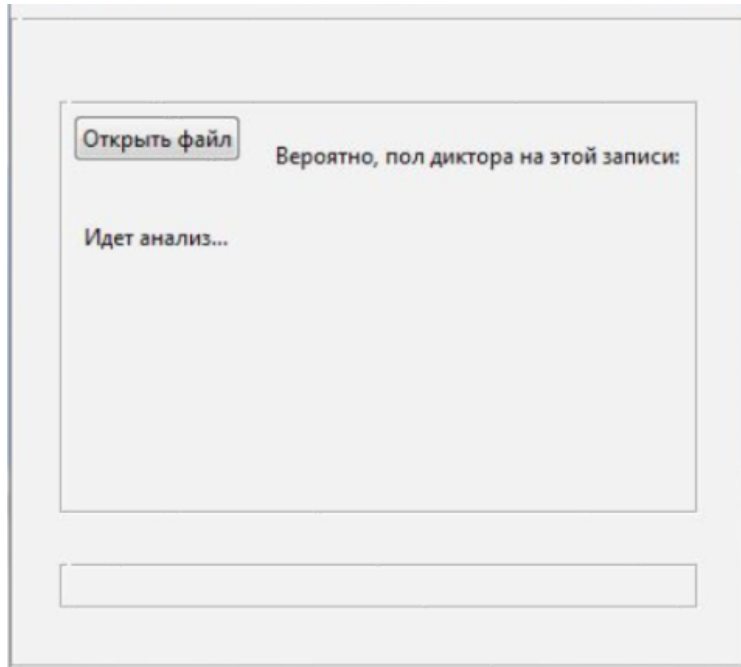 Открыть файл
Вероятно, пол диктора на этой записи:
Идет анализ...